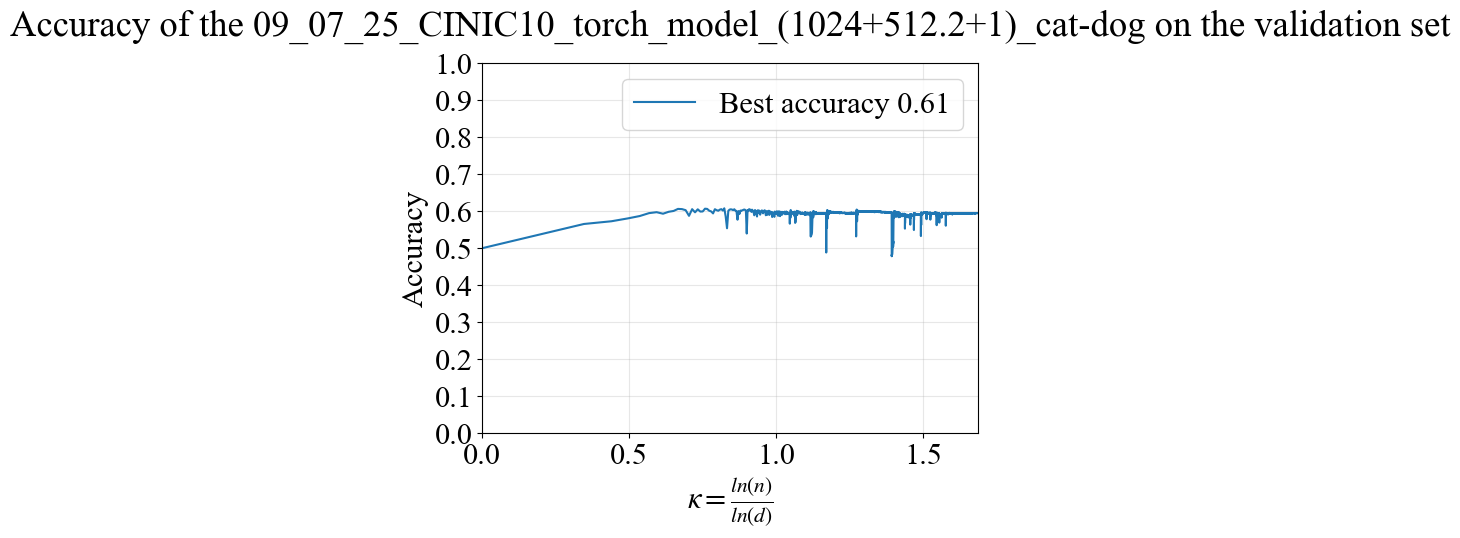 Accuracy of the 09_07_25_CINIC10_torch_model_(1024+512.2+1)_cat-dog on the validation set
1.0
0.9
0.8
0.7
0.6
0.5
0.4
0.3
0.2
0.1
0.0
Accuracy
Best accuracy 0.61
0.0 0.5 1.0 1.5
κ = ln(n)/ln(d)